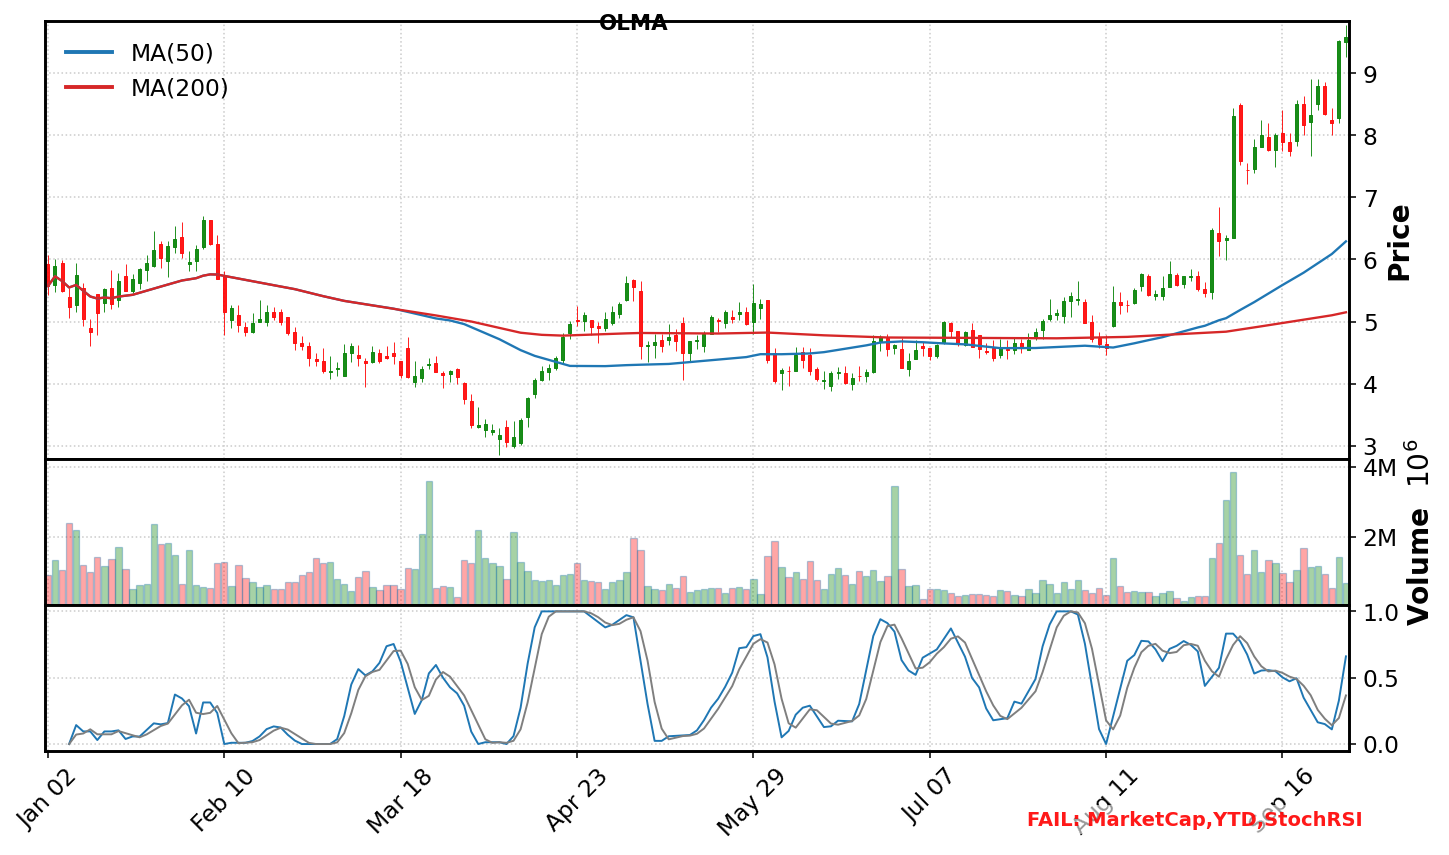 OLMA
MA(50)
MA(200)
9
8
7
6
5
4
3
Price
4M
2M
Volume 10^6
1.0
0.5
0.0
Jan 02
Feb 10
Mar 18
Apr 23
May 29
Jul 07
Aug 11
Sep 16
FAIL: MarketCap,YTD,StochRSI